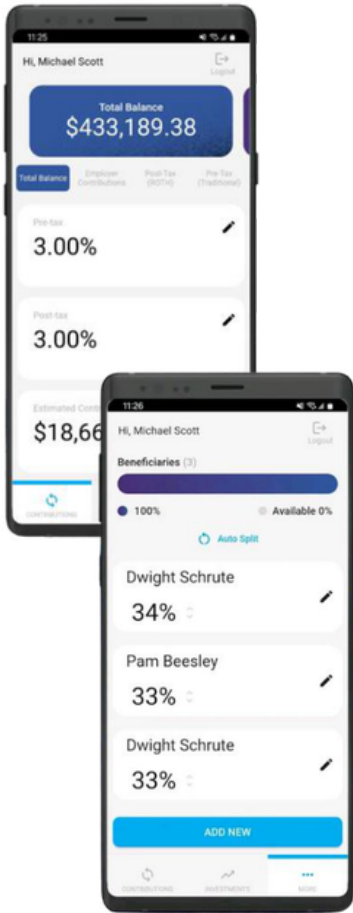 11:25
Hi, Michael Scott
Logout
Total Balance
$433,189.38
Total Balance
Employer Contributions
Post-Tax (ROTH)
Pre-Tax (Traditional)
Pre-tax
3.00%
Post-tax
3.00%
Estimated
$18,66
CONTRIBUTIONS
11:26
Hi, Michael Scott
Logout
Beneficiaries (3)
100%
Available 0%
Auto Split
Dwight Schrute
34%
Pam Beesley
33%
Dwight Schrute
33%
ADD NEW
CONTRIBUTIONS
INVESTMENTS
MORE